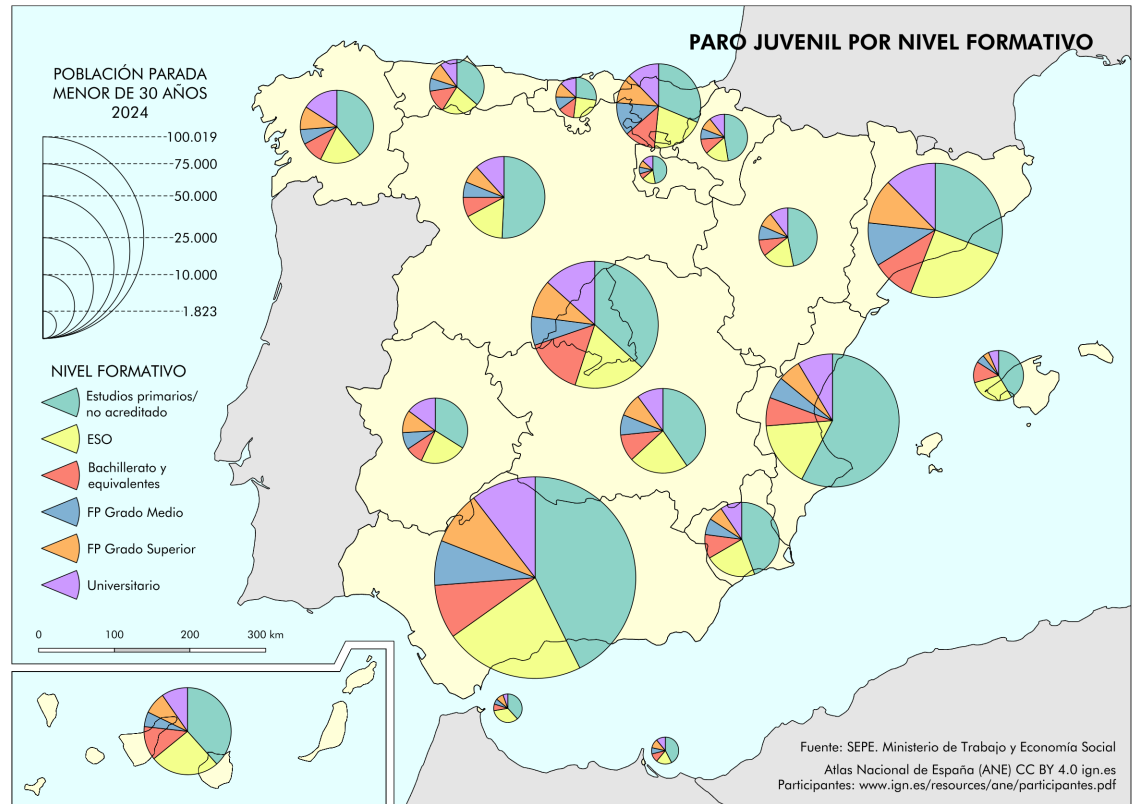 PARO JUVENIL POR NIVEL FORMATIVO
POBLACIÓN PARADA
MENOR DE 30 AÑOS
2024
100.019
75.000
50.000
25.000
10.000
1.823
NIVEL FORMATIVO
Estudios primarios/
no acreditado
ESO
Bachillerato y
equivalentes
FP Grado Medio
FP Grado Superior
Universitario
0 100 200 300 km
Fuente: SEPE. Ministerio de Trabajo y Economía Social
Atlas Nacional de España (ANE) CC BY 4.0 ign.es
Participantes: www.ign.es/resources/ane/participantes.pdf